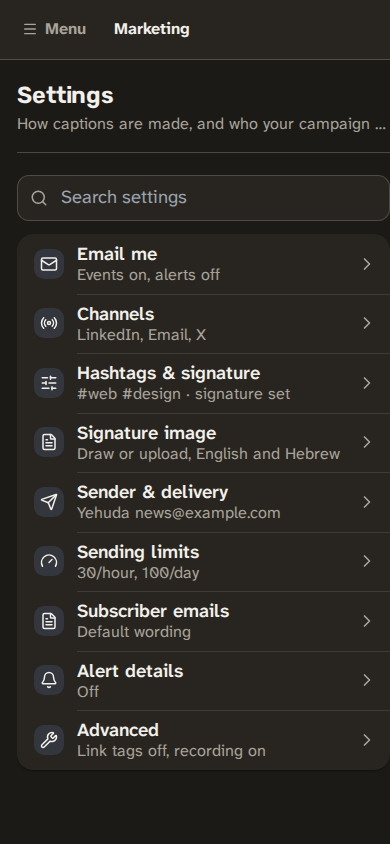 Menu Marketing
Settings
How captions are made, and who your campaign ...
Search settings
Email me
Events on, alerts off
Channels
LinkedIn, Email, X
Hashtags & signature
#web #design · signature set
Signature image
Draw or upload, English and Hebrew
Sender & delivery
Yehuda news@example.com
Sending limits
30/hour, 100/day
Subscriber emails
Default wording
Alert details
Off
Advanced
Link tags off, recording on